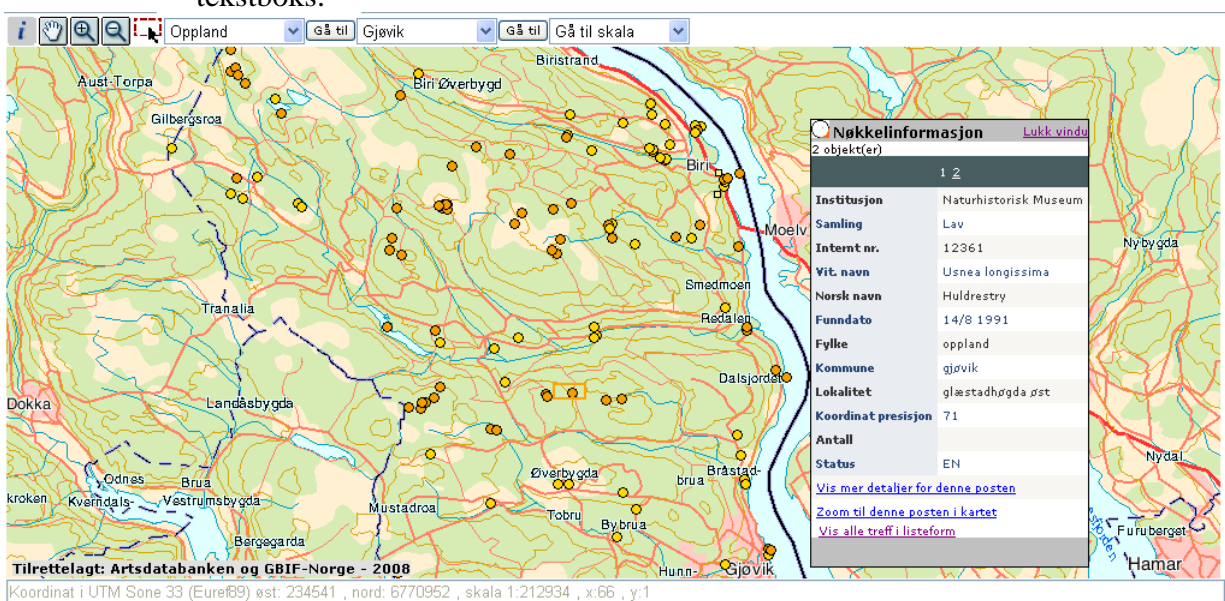 tekstboks.
i Oppland Gå til Gjøvik Gå til Gå til skala
Biristrand
Aust-Torpa
Biri Øverbygd
Gilbergsroa
Biri
Moelv
Nybygda
Smedmoen
Tranalia
Redalen
Dalsjordet
Dokka
Landåsbygda
Nydal
Øverbygda
Bråstad-
brua
Odnes
Brua
kroken
Kverndals-
Vestrumsbygda
Mustadroa
Tobru
Bybrua
Furuberget
Bergegarda
Hunn-
Gjøvik
Hamar
Nøkkelinformasjon Lukk vindu
2 objekt(er)
1 2
Institusjon Naturhistorisk Museum
Samling Lav
Internt nr. 12361
Vit. navn Usnea longissima
Norsk navn Huldrestry
Funndato 14/8 1991
Fylke oppland
Kommune gjøvik
Lokalitet glæstadhøgda øst
Koordinat presisjon 71
Antall
Status EN
Vis mer detaljer for denne posten
Zoom til denne posten i kartet
Vis alle treff i listeform
Tilrettelagt: Artsdatabanken og GBIF-Norge - 2008
Koordinat i UTM Sone 33 (Euref89) øst: 234541 , nord: 6770952 , skala 1:212934 , x:66 , y:1